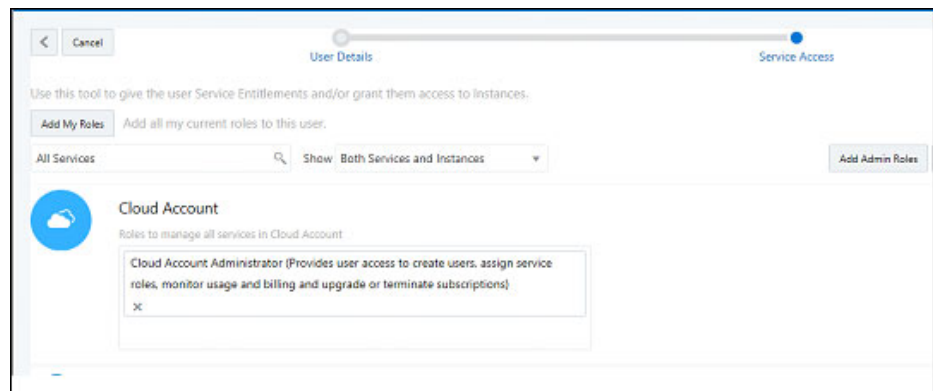 Cancel
User Details
Service Access
Use this tool to give the user Service Entitlements and/or grant them access to Instances.
Add My Roles Add all my current roles to this user.
All Services Show Both Services and Instances Add Admin Roles
Cloud Account
Roles to manage all services in Cloud Account
Cloud Account Administrator (Provides user access to create users, assign service
roles, monitor usage and billing and upgrade or terminate subscriptions)